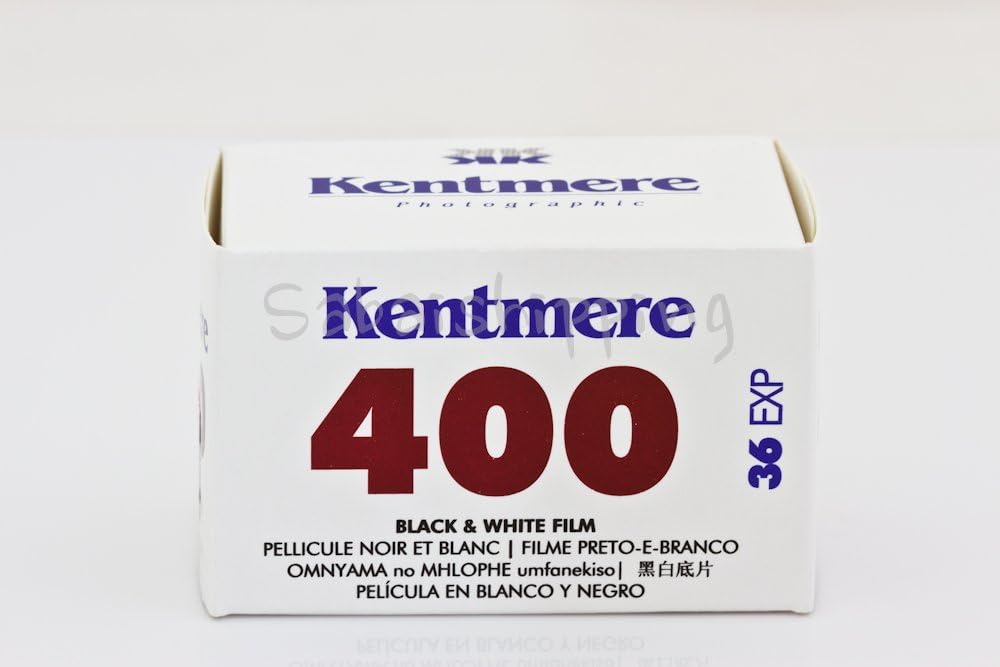 Kentmere
Photographic
Kentmere
400
36 EXP
BLACK & WHITE FILM
PELLICULE NOIR ET BLANC | FILME PRETO-E-BRANCO
OMNYAMA no MHLOPHE umfanekiso| 黑白底片
PELÍCULA EN BLANCO Y NEGRO